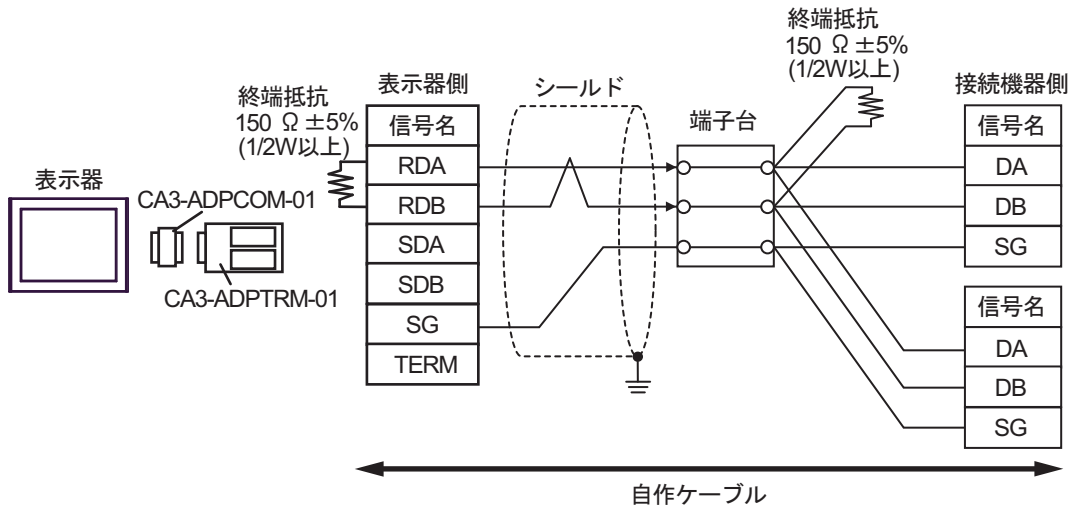 終端抵抗
150 Ω ±5%
(1/2W以上)
表示器側
シールド
終端抵抗
150 Ω ±5%
(1/2W以上)
接続機器側
端子台
表示器
CA3-ADPCOM-01
CA3-ADPTRM-01
信号名
RDA
RDB
SDA
SDB
SG
TERM
信号名
DA
DB
SG
信号名
DA
DB
SG
自作ケーブル